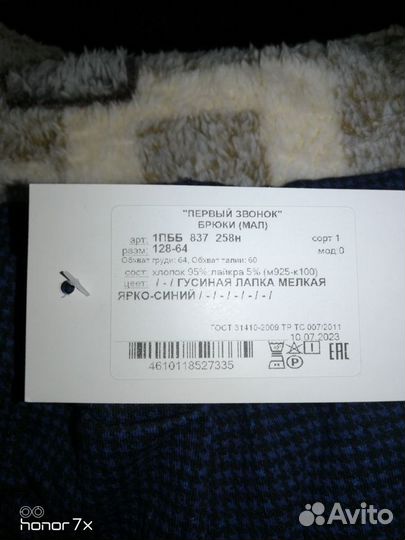 "ПЕРВЫЙ ЗВОНОК"
БРЮКИ (МАЛ)
арт: 1ПББ 837 258н сорт 1
разм: 128-64 мод:0
Обхват груди: 64, Обхват талии: 60
сост: хлопок 95% лайкра 5% (м925-к100)
цвет: / - / ГУСИНАЯ ЛАПКА МЕЛКАЯ
ЯРКО-СИНИЙ / - / - / - / - / - /
ГОСТ 31410-2009 ТР ТС 007/2011
10.07.2023
4610118527335
P
EAC
honor 7x
Avito